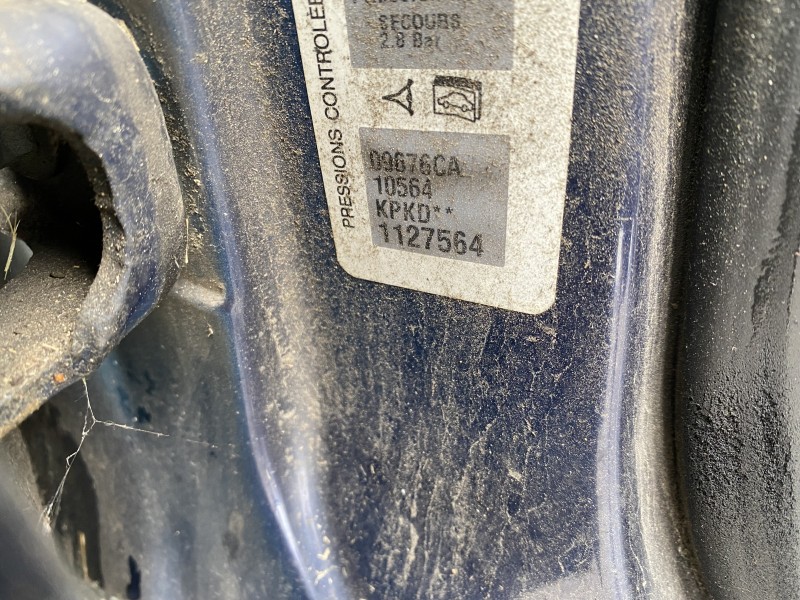 SECOURS
2.8 Bar
PRESSIONS CONTROLEE
09676CA
10564
KPKD**
1127564